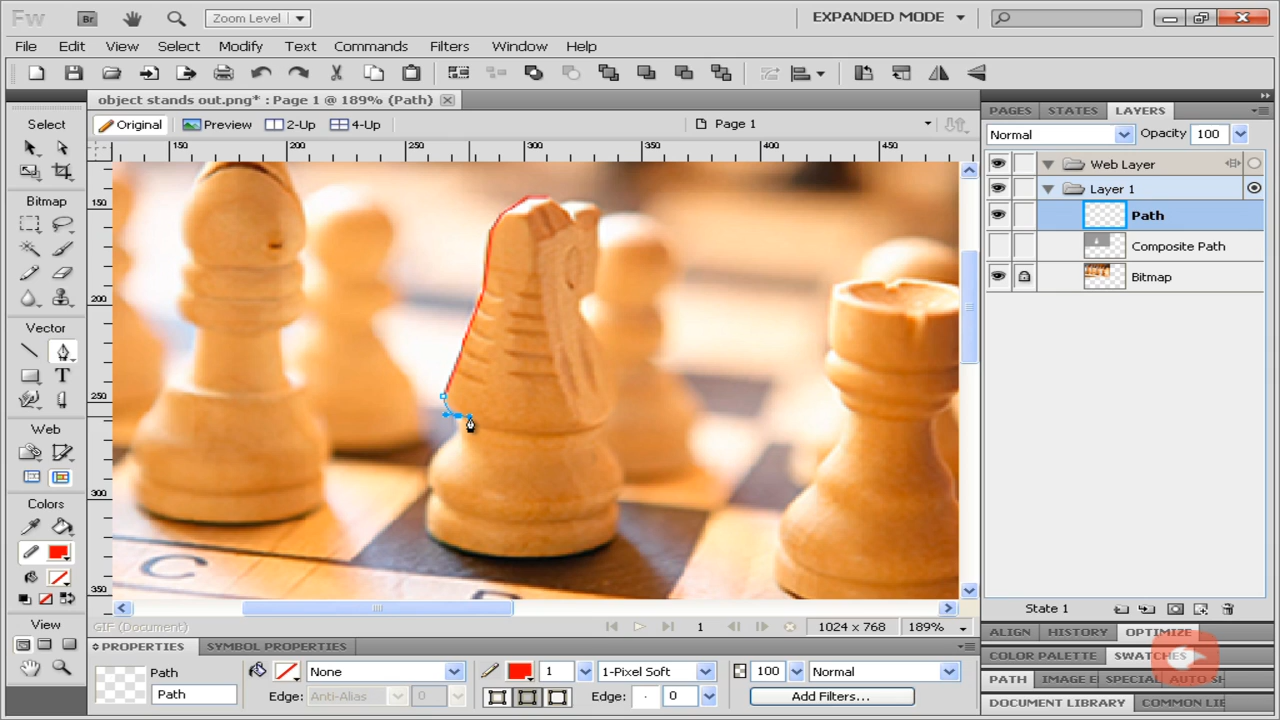 Fw Br Zoom Level EXPANDED MODE
File Edit View Select Modify Text Commands Filters Window Help
object stands out.png* : Page 1 @ 189% (Path)
Original Preview 2-Up 4-Up Page 1
150 200 250 300 350 400 450
150
200
250
300
350
Select
Bitmap
Vector
T
Web
Colors
View
C
PAGES STATES LAYERS
Normal Opacity 100
Web Layer
Layer 1
Path
Composite Path
Bitmap
State 1
GIF (Document) 1 1024 x 768 189%
PROPERTIES SYMBOL PROPERTIES
Path
Path
None
Edge: Anti-Alias 0
1 1-Pixel Soft
Edge: 0
100 Normal
Add Filters...
ALIGN HISTORY OPTIMIZE
COLOR PALETTE SWATCHES
PATH IMAGE E SPECIAL AUTO SH
DOCUMENT LIBRARY COMMON LIE